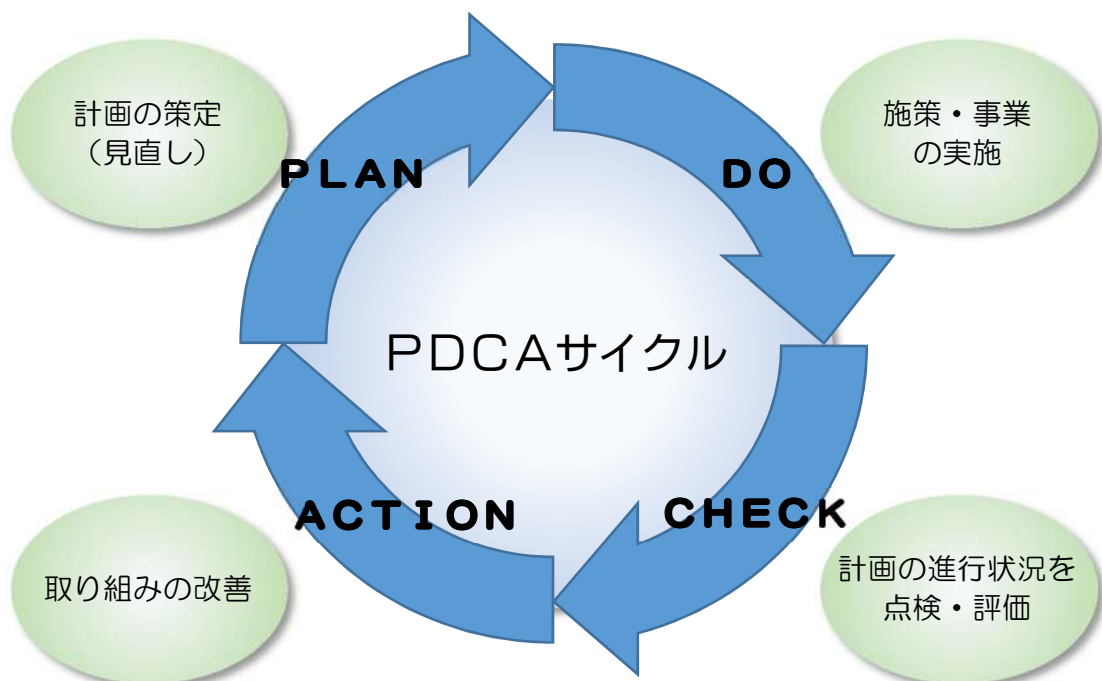 計画の策定
（見直し）
PLAN
施策・事業
の実施
DO
PDCAサイクル
ACTION
取り組みの改善
CHECK
計画の進行状況を
点検・評価